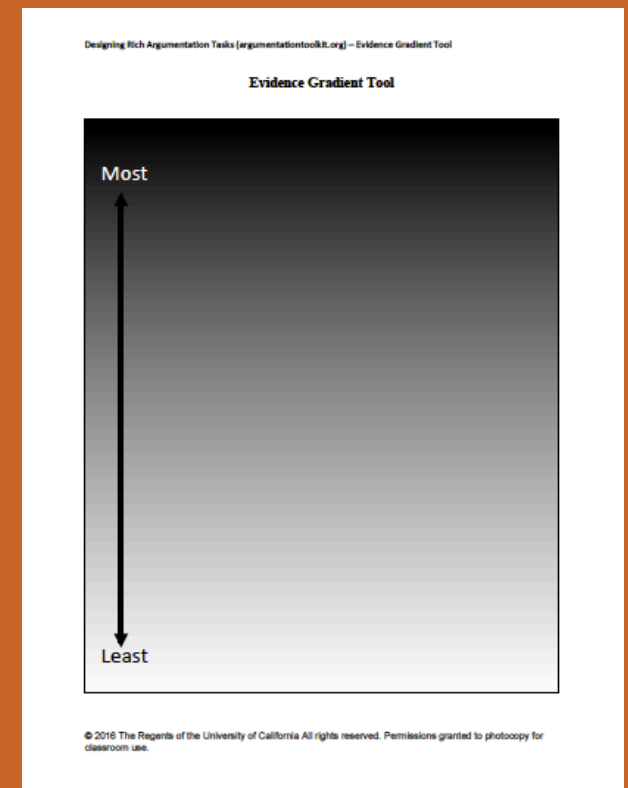 Designing Rich Argumentation Tasks (argumentationtoolkit.org) – Evidence Gradient Tool
Evidence Gradient Tool
Most
Least
© 2016 The Regents of the University of California All rights reserved. Permissions granted to photocopy for
classroom use.